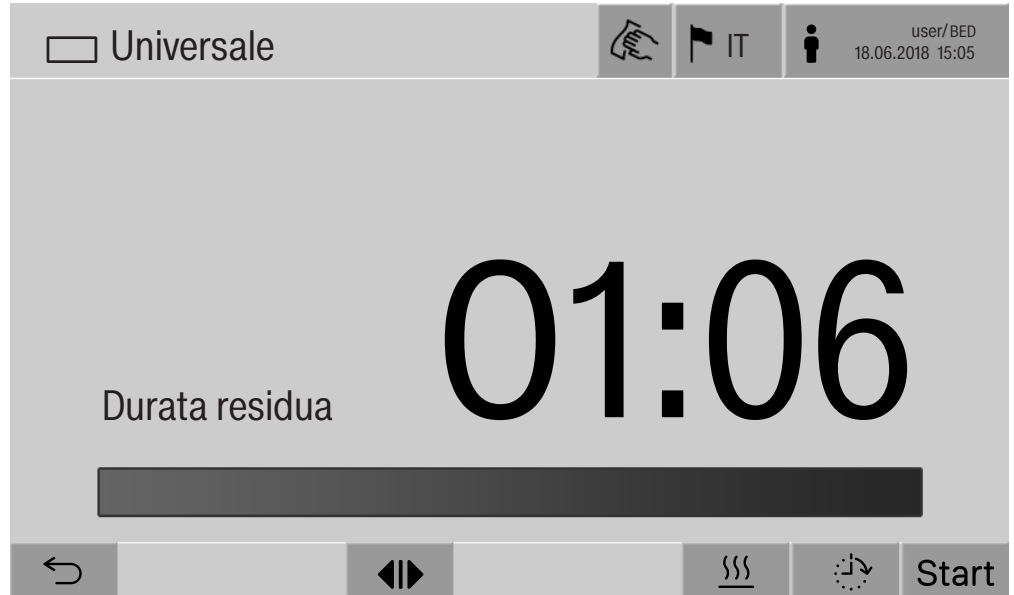 Universale
IT
user/BED
18.06.2018 15:05
01:06
Durata residua
Start